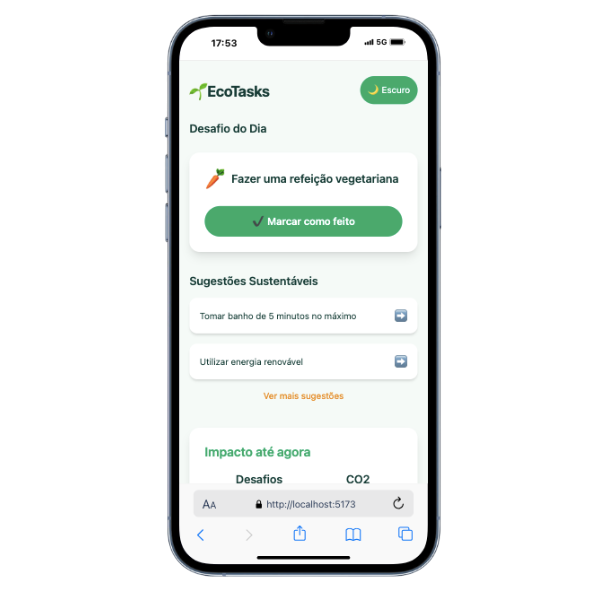 17:53
5G
EcoTasks
🌙 Escuro
Desafio do Dia
Fazer uma refeição vegetariana
✔ Marcar como feito
Sugestões Sustentáveis
Tomar banho de 5 minutos no máximo
Utilizar energia renovável
Ver mais sugestões
Impacto até agora
Desafios CO2
AA http://localhost:5173